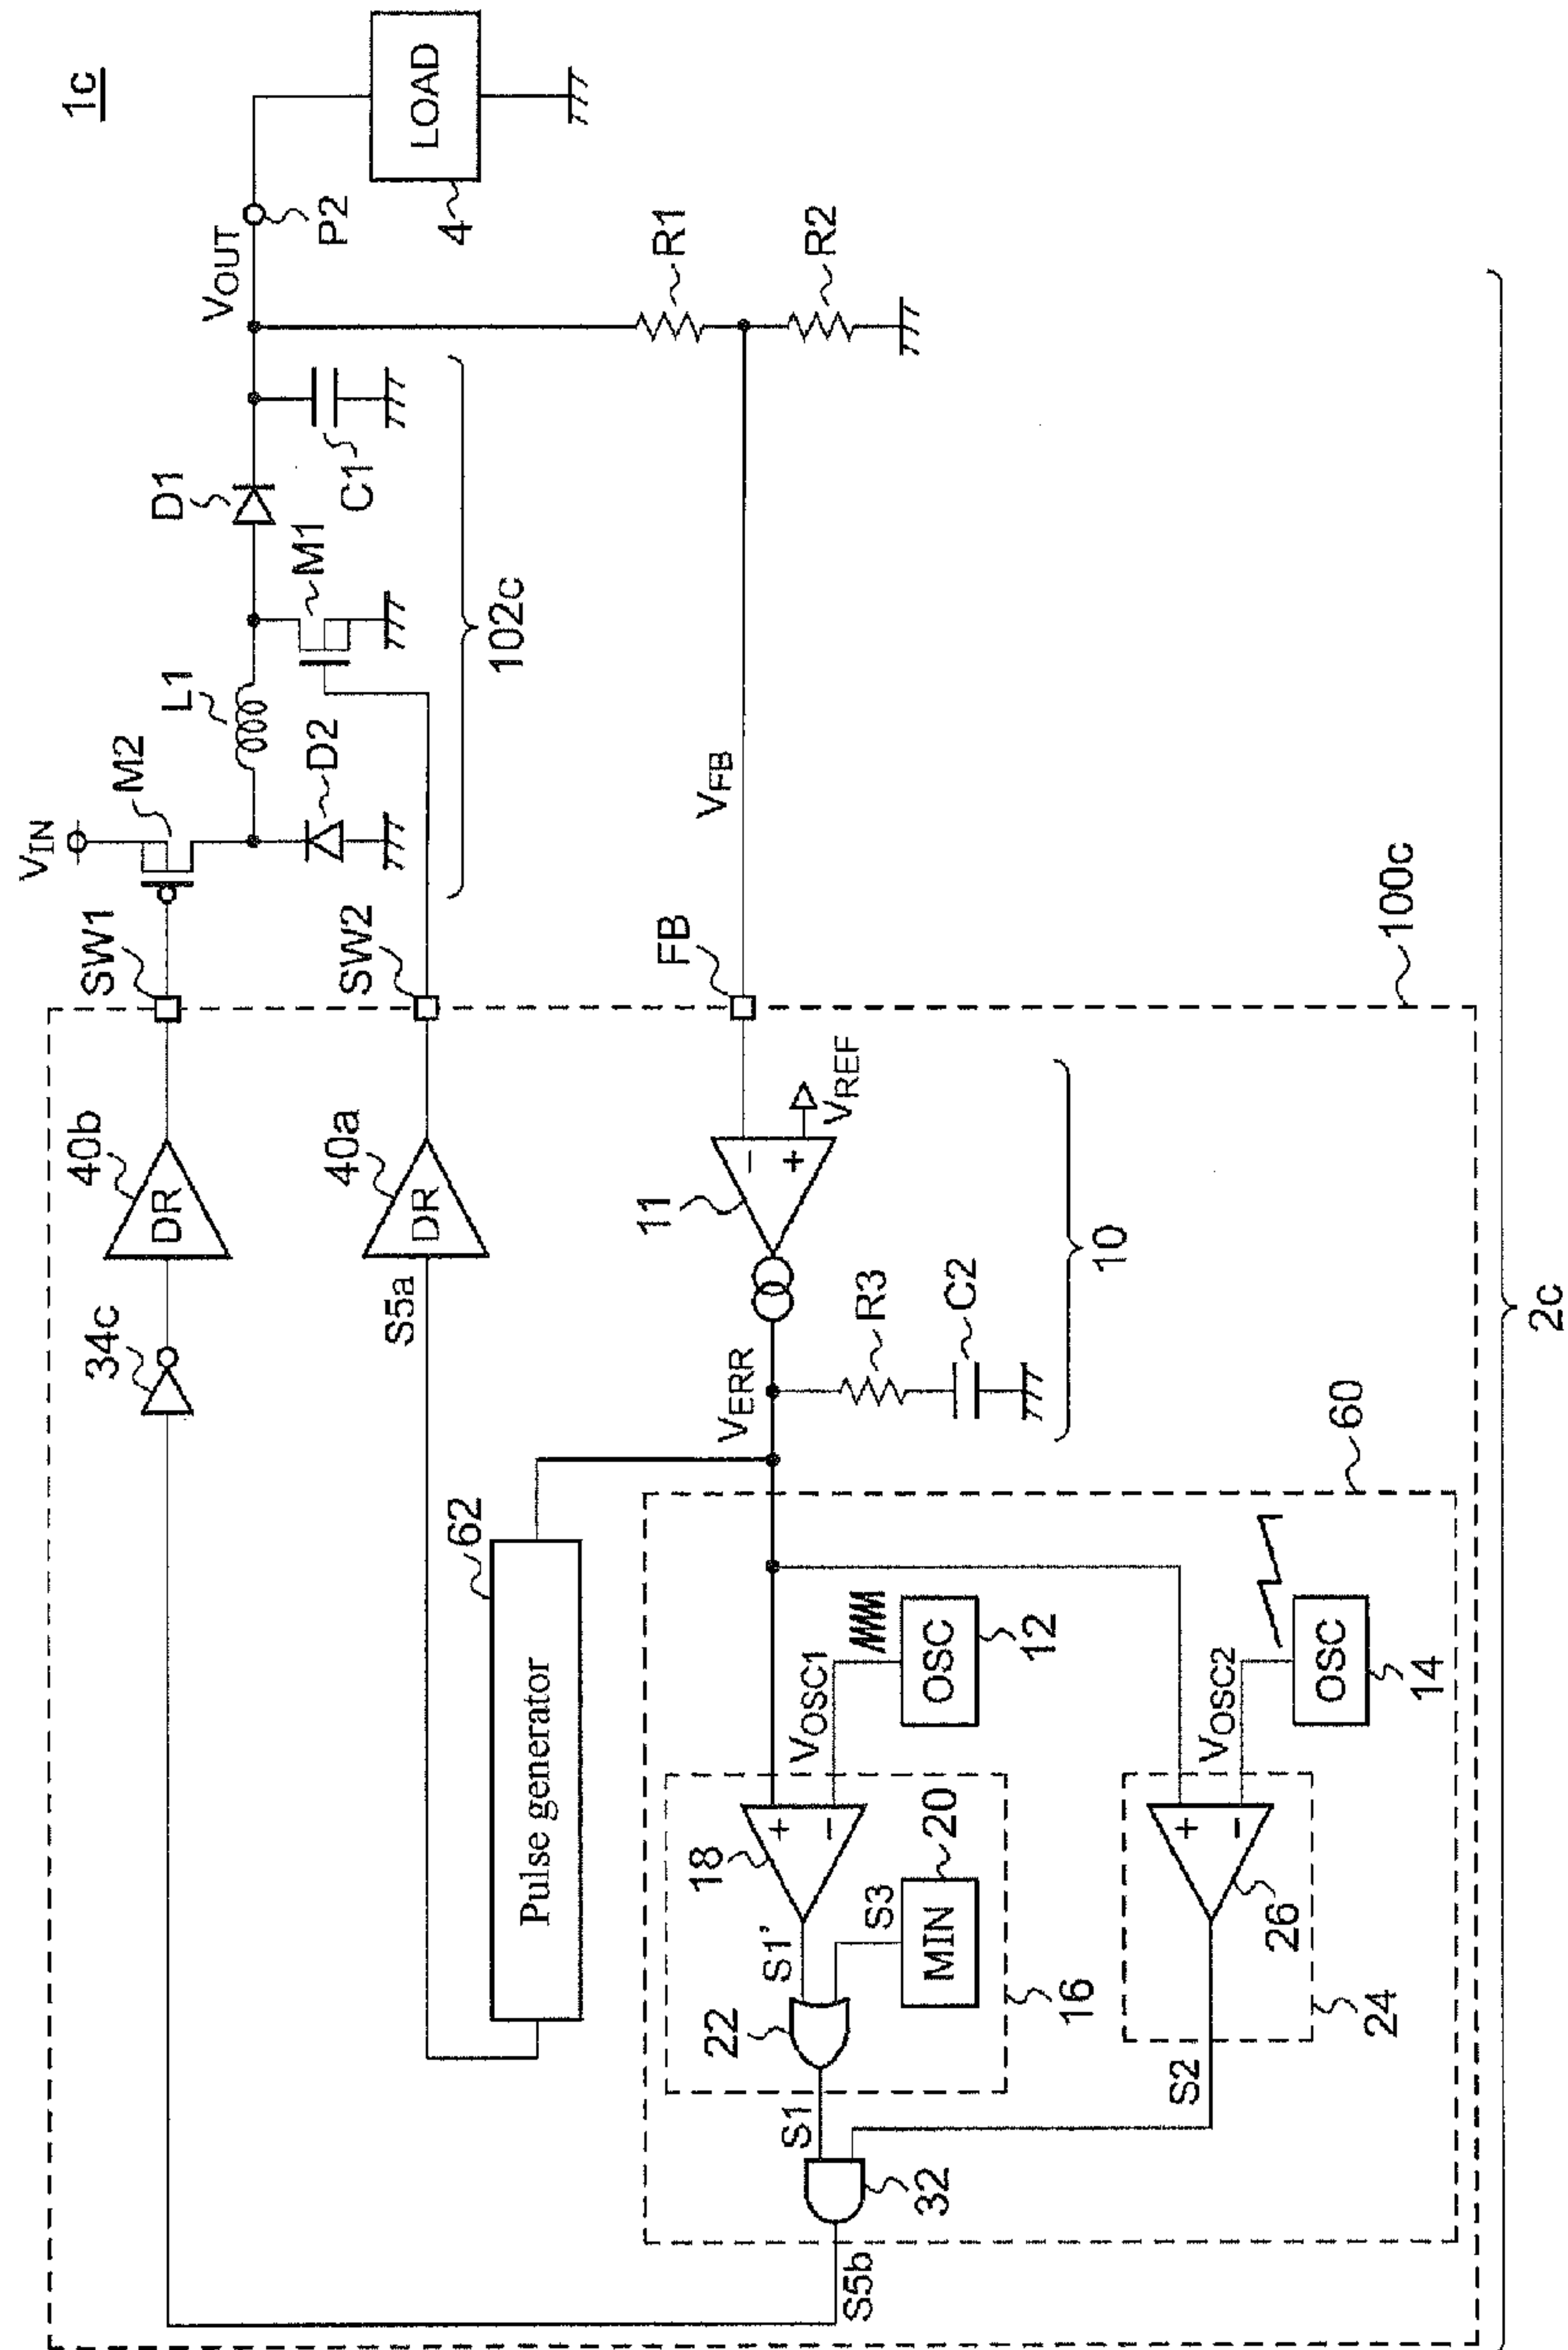 1c
VIN
M2
L1
D1
VOUT
P2
LOAD
4
SW1
40b
DR
34c
SW2
40a
DR
S5a
D2
M1
C1
102c
R1
R2
VFB
FB
VREF
11
-
+
10
R3
C2
VERR
62
Pulse generator
60
100c
2c
18
+
-
VOSC1
OSC
12
S1'
S3
MIN
20
22
16
S1
+
-
VOSC2
OSC
14
26
24
S2
32
S5b